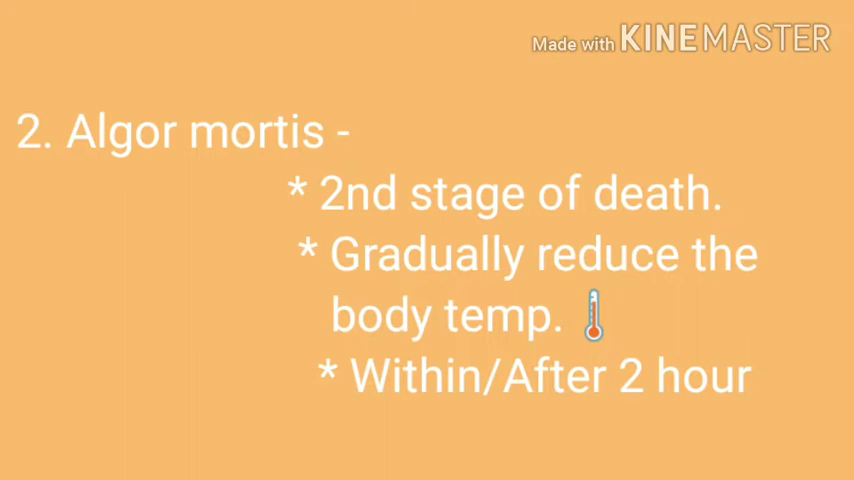 Made with KINEMASTER
2. Algor mortis -
* 2nd stage of death.
* Gradually reduce the
body temp. 🌡
* Within/After 2 hour